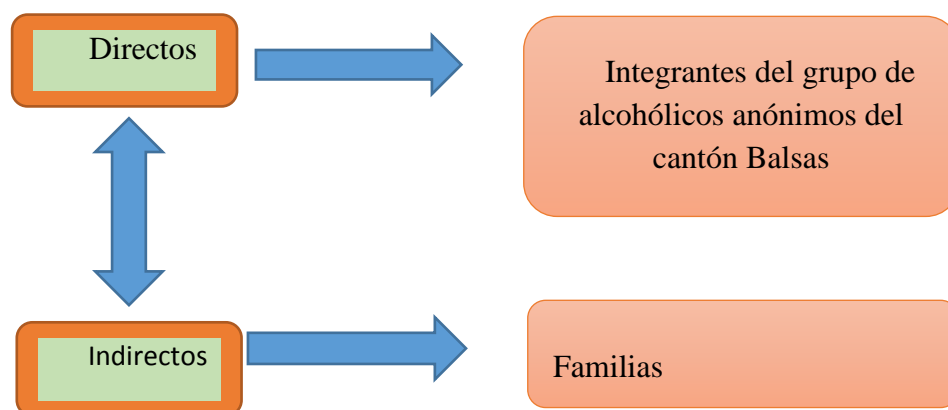 Directos
Integrantes del grupo de
alcohólicos anónimos del
cantón Balsas
Indirectos
Familias